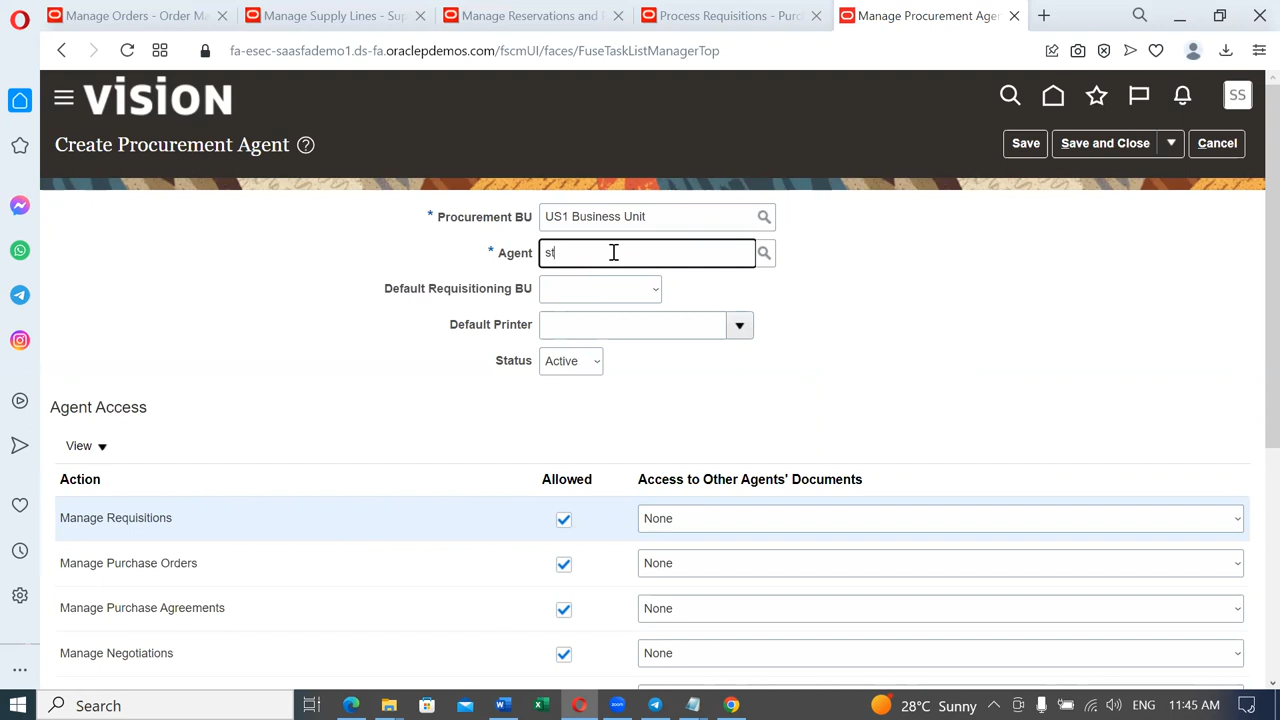 Manage Orders - Order Ma
Manage Supply Lines - Sup
Manage Reservations and
Process Requisitions - Purc
Manage Procurement Agen
fa-esec-saasfademo1.ds-fa.oraclepdemos.com/fscmUI/faces/FuseTaskListManagerTop
VISION
SS
Create Procurement Agent
Save
Save and Close
Cancel
* Procurement BU
US1 Business Unit
* Agent
st
Default Requisitioning BU
Default Printer
Status
Active
Agent Access
View
Action
Allowed
Access to Other Agents' Documents
Manage Requisitions
None
Manage Purchase Orders
None
Manage Purchase Agreements
None
Manage Negotiations
None
Search
28°C Sunny
ENG
11:45 AM